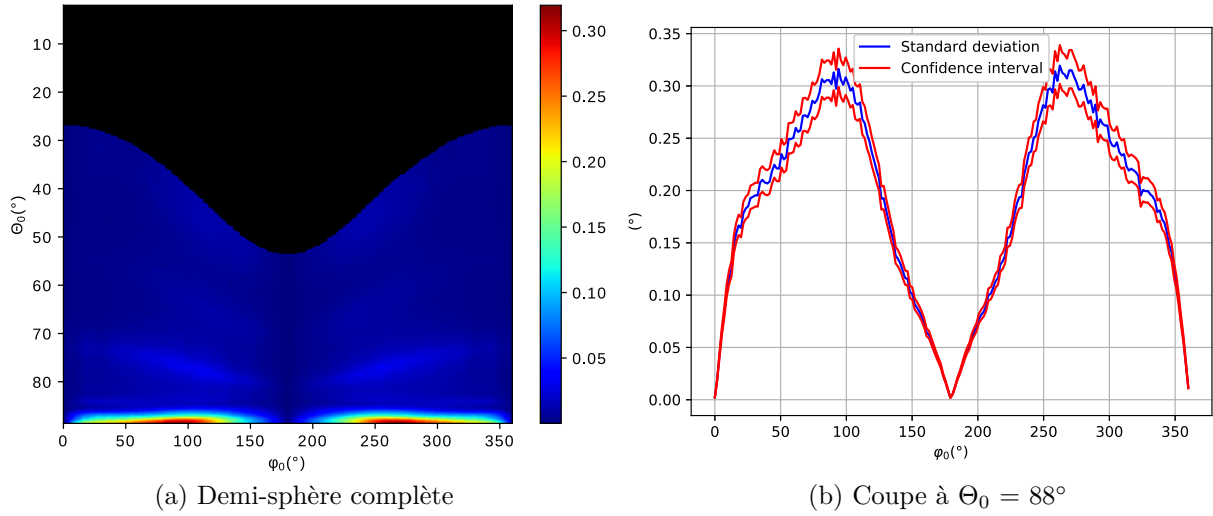 10
20
30
40
50
60
70
80
Θ₀(°)
0 50 100 150 200 250 300 350
φ₀(°)
0.30
0.25
0.20
0.15
0.10
0.05
(a) Demi-sphère complète
0.35
0.30
0.25
0.20
0.15
0.10
0.05
0.00
(°)
Standard deviation
Confidence interval
0 50 100 150 200 250 300 350
φ₀(°)
(b) Coupe à Θ₀ = 88°